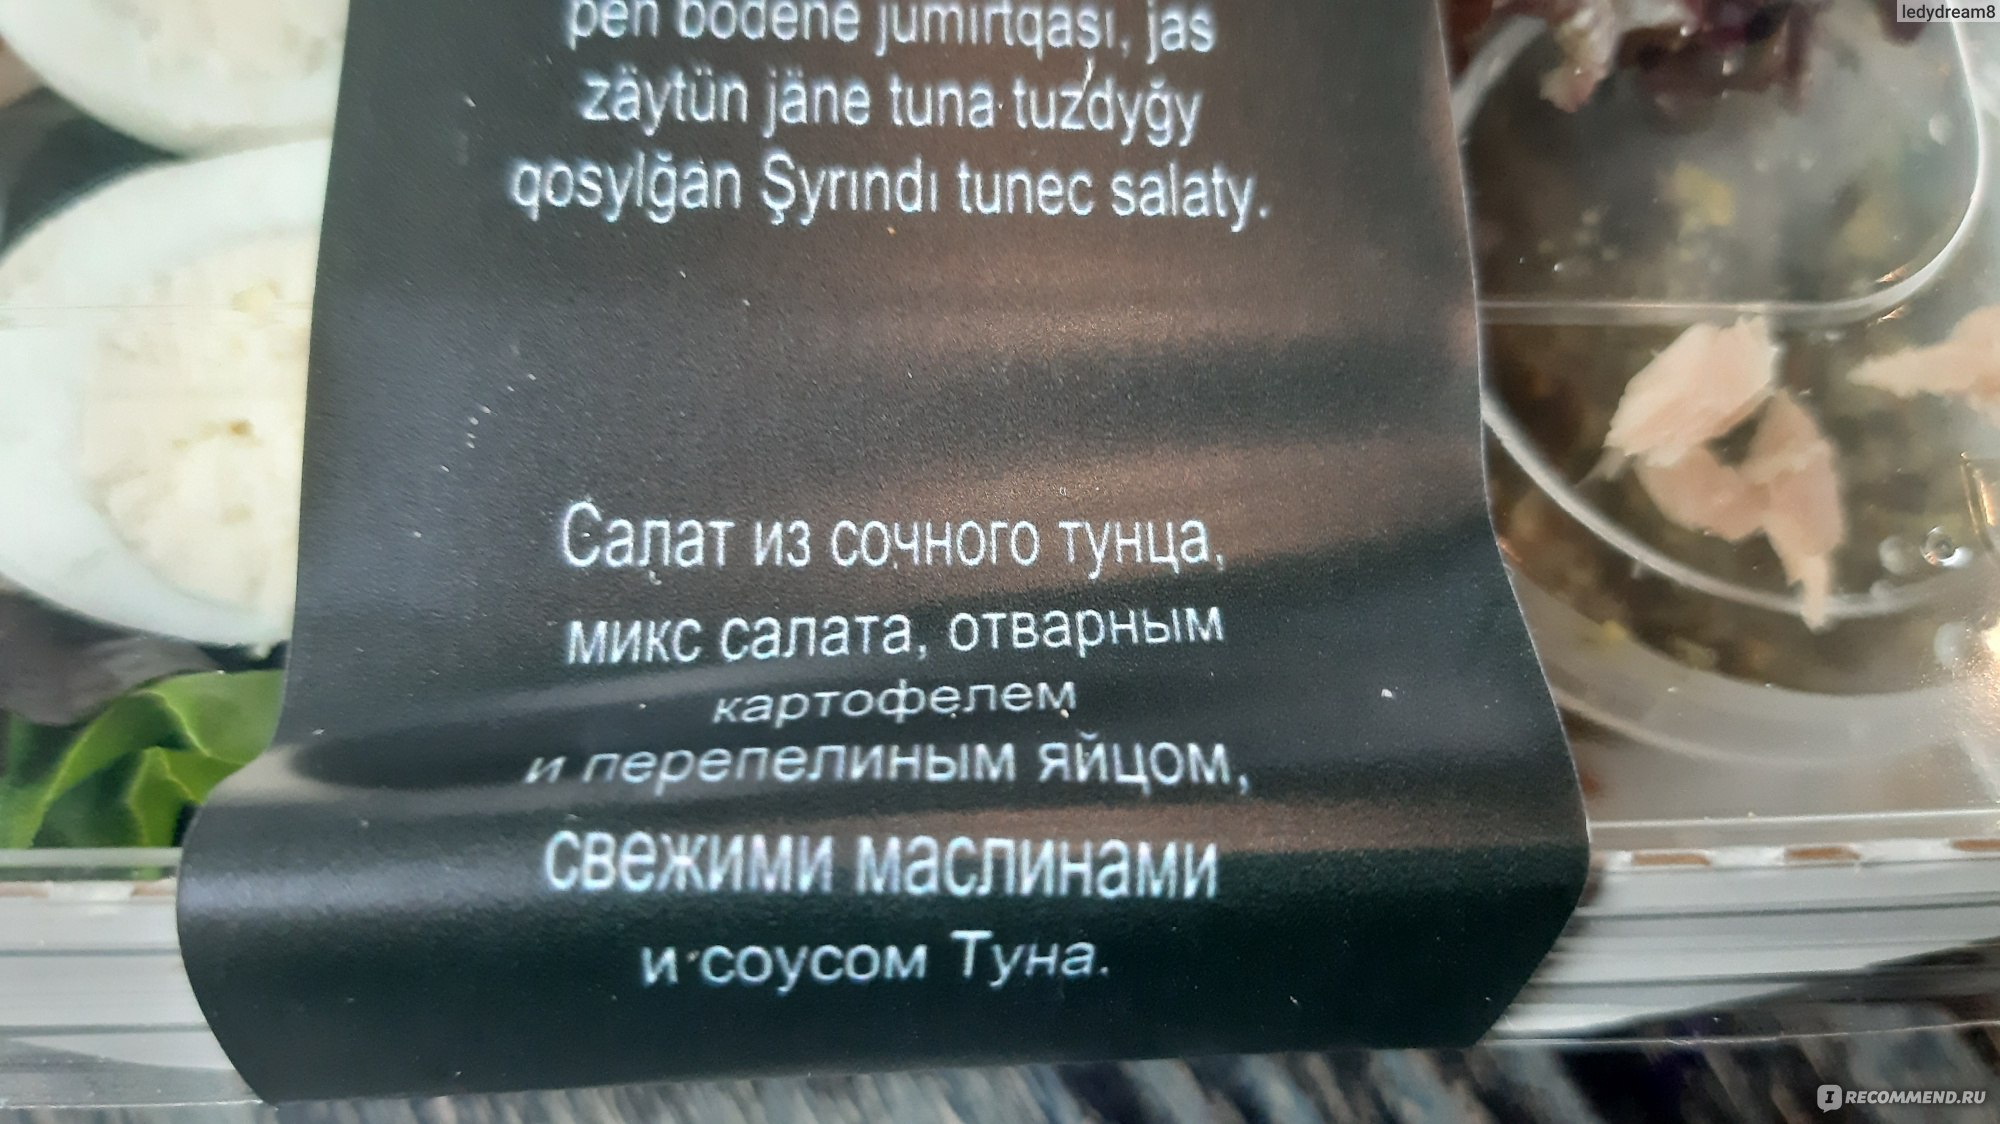 ledydream8
pen bödene jumırtqası, jas
zäytün jäne tuna tuzdyğy
qosylğan Şyrındı tunec salaty.
Салат из сочного тунца,
микс салата, отварным
картофелем
и перепелиным яйцом,
свежими маслинами
и соусом Туна.
IRECOMMEND.RU